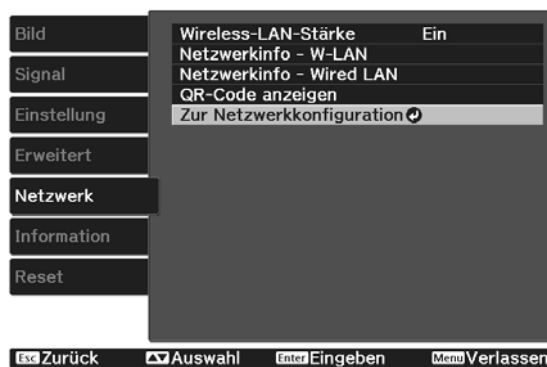 Bild
Signal
Einstellung
Erweitert
Netzwerk
Information
Reset
Wireless-LAN-Stärke Ein
Netzwerkinfo - W-LAN
Netzwerkinfo - Wired LAN
QR-Code anzeigen
Zur Netzwerkkonfiguration
Esc Zurück Auswahl Enter Eingeben Menu Verlassen